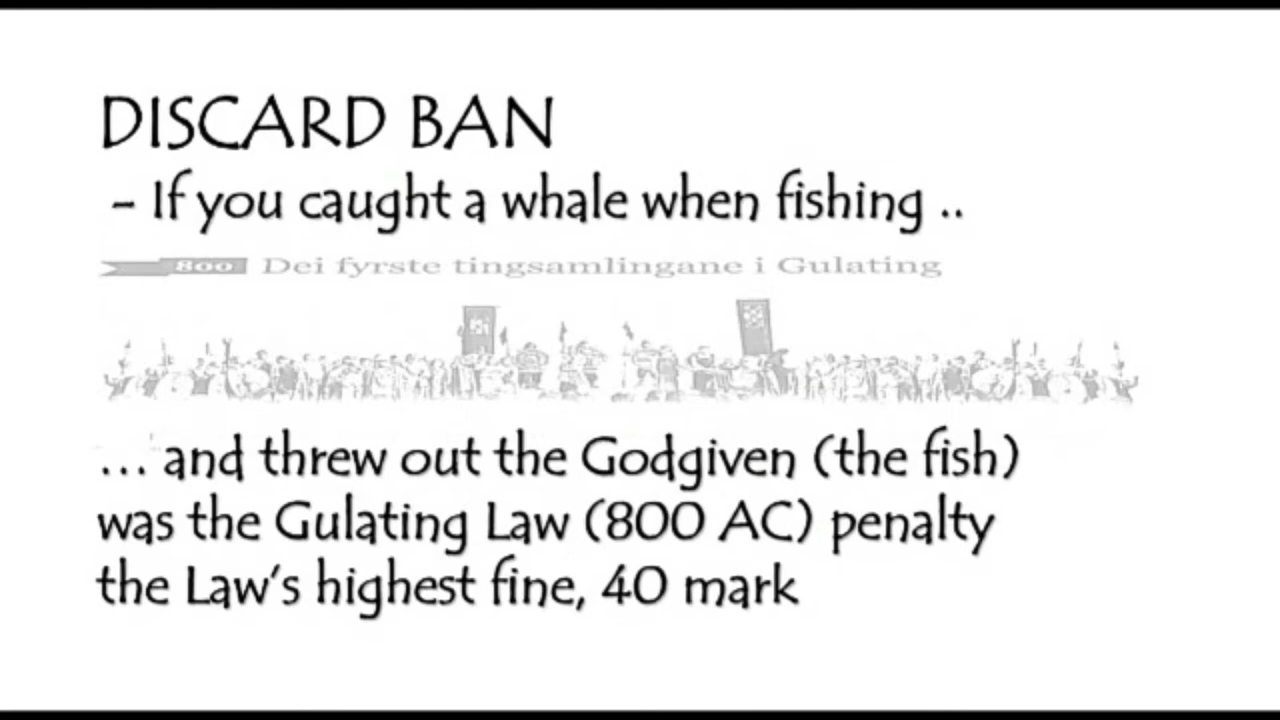 DISCARD BAN
- If you caught a whale when fishing ..
800 Dei fyrste tingsamlingane i Gulating
... and threw out the Godgiven (the fish)
was the Gulating Law (800 AC) penalty
the Law's highest fine, 40 mark